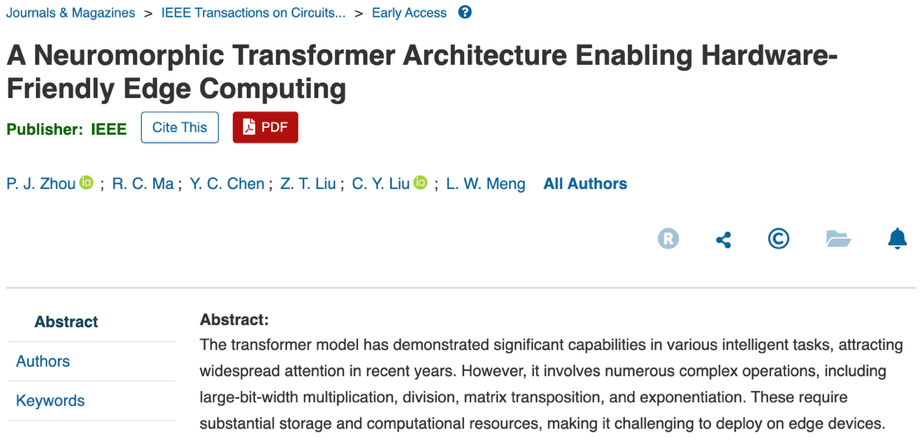 Journals & Magazines > IEEE Transactions on Circuits... > Early Access ?
A Neuromorphic Transformer Architecture Enabling Hardware-
Friendly Edge Computing
Publisher: IEEE Cite This PDF
P. J. Zhou iD ; R. C. Ma ; Y. C. Chen ; Z. T. Liu ; C. Y. Liu iD ; L. W. Meng All Authors
R ©
Abstract
Authors
Keywords
Abstract:
The transformer model has demonstrated significant capabilities in various intelligent tasks, attracting
widespread attention in recent years. However, it involves numerous complex operations, including
large-bit-width multiplication, division, matrix transposition, and exponentiation. These require
substantial storage and computational resources, making it challenging to deploy on edge devices.